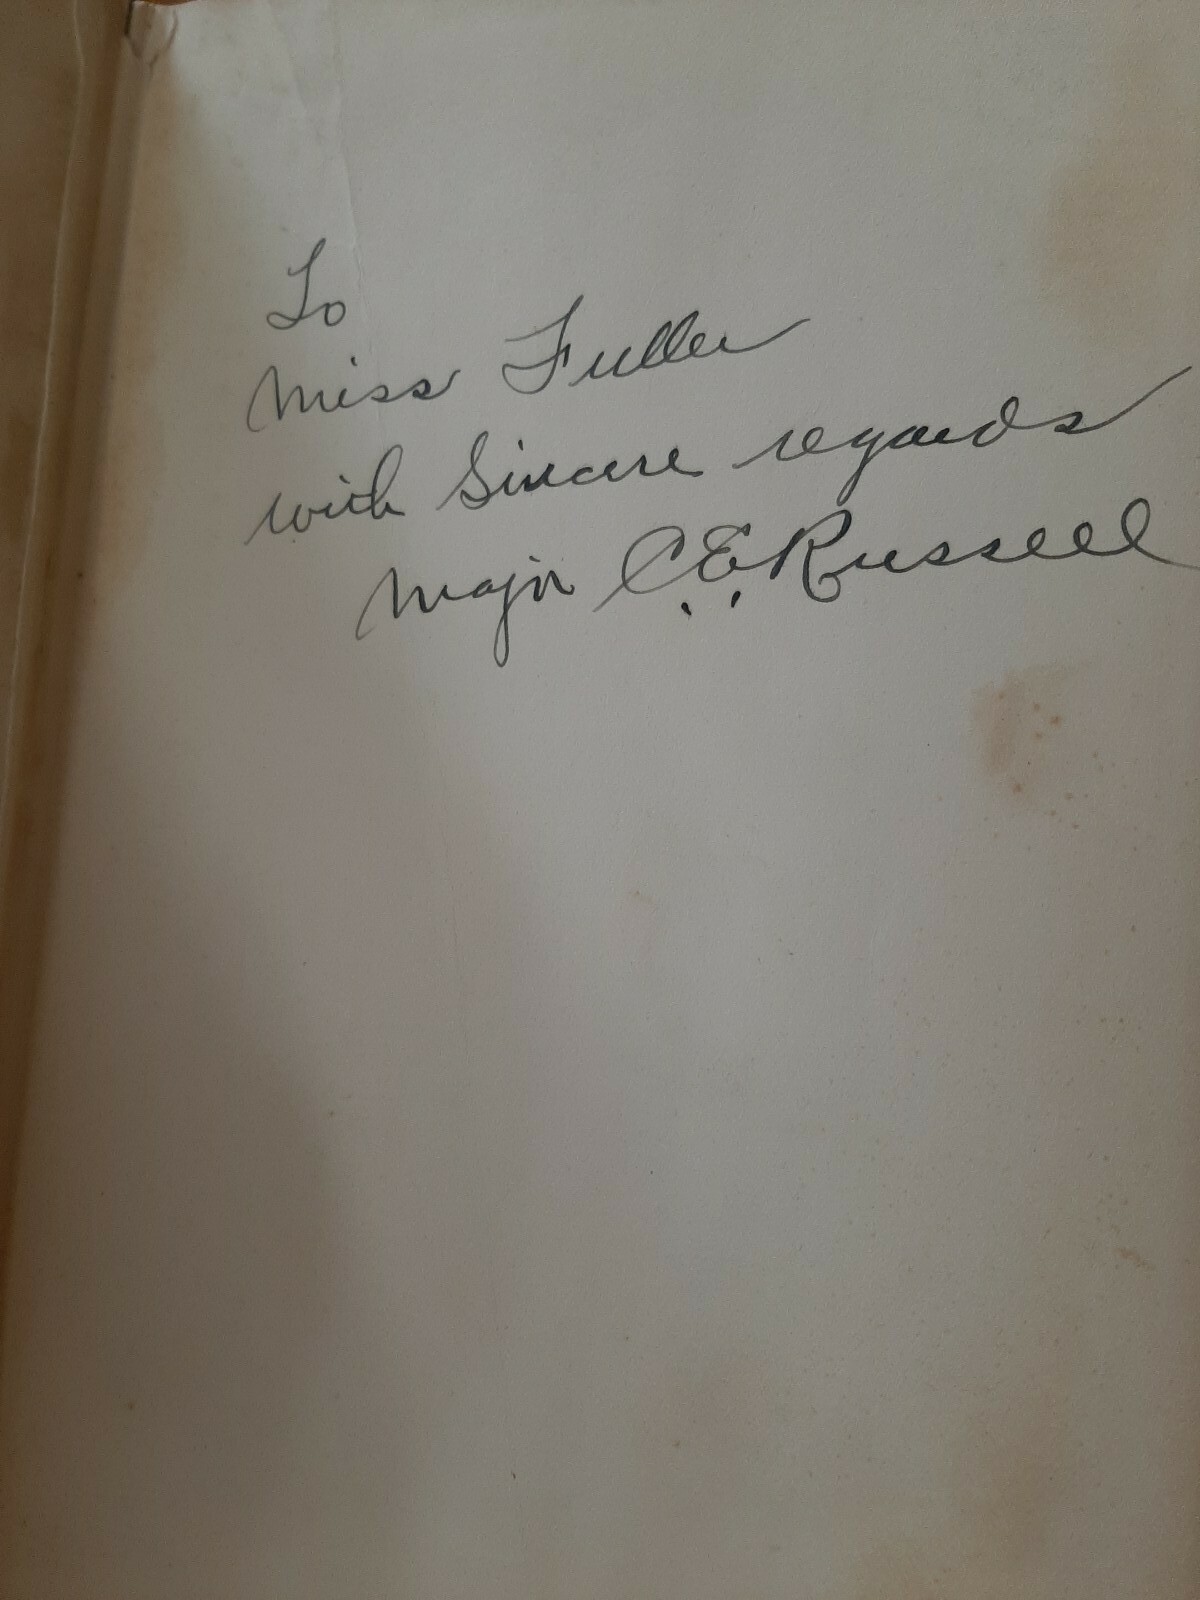 To
Miss Fuller
with Sincere regards
Major C. E. Russell